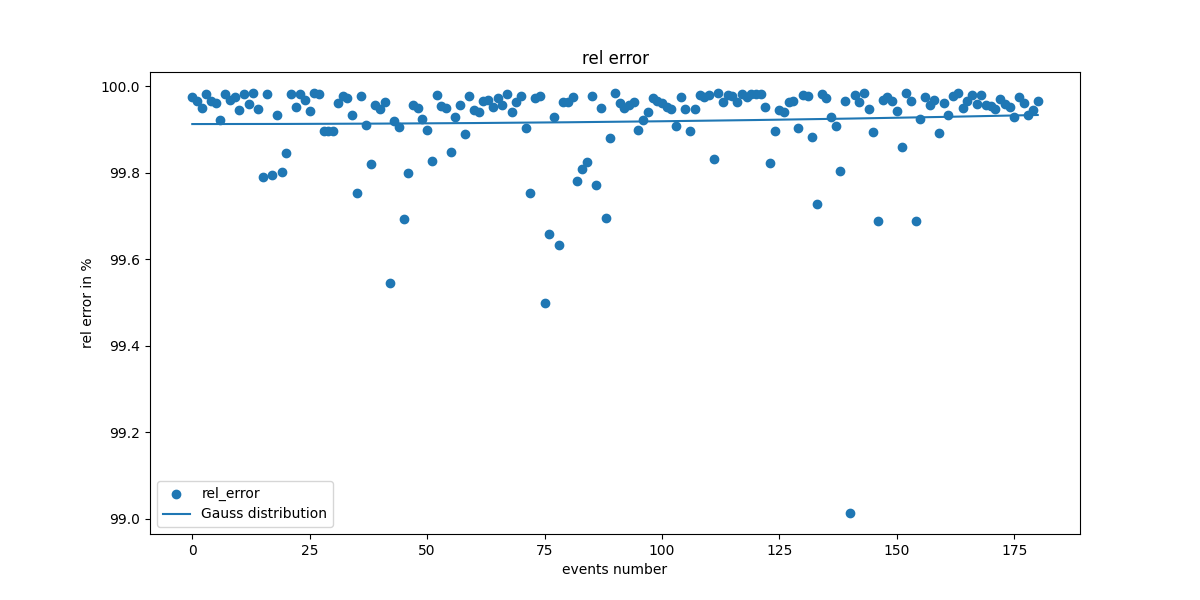 rel error
100.0
99.8
99.6
99.4
99.2
99.0
rel error in %
rel_error
Gauss distribution
0
25
50
75
100
125
150
175
events number